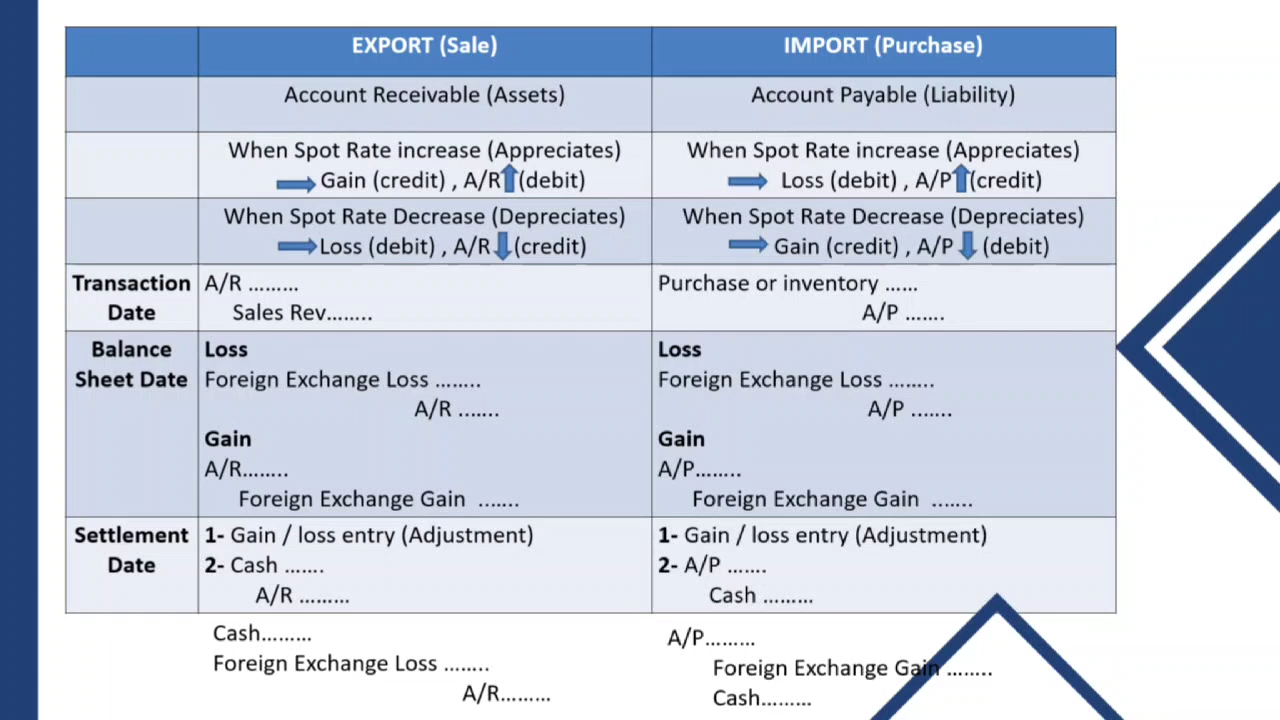 EXPORT (Sale)
IMPORT (Purchase)
Account Receivable (Assets)
Account Payable (Liability)
When Spot Rate increase (Appreciates)
Gain (credit) , A/R (debit)
When Spot Rate increase (Appreciates)
Loss (debit) , A/P (credit)
When Spot Rate Decrease (Depreciates)
Loss (debit) , A/R (credit)
When Spot Rate Decrease (Depreciates)
Gain (credit) , A/P (debit)
Transaction
Date
A/R .........
Sales Rev........
Purchase or inventory ......
A/P .......
Balance
Sheet Date
Loss
Foreign Exchange Loss ........
A/R .......
Gain
A/R........
Foreign Exchange Gain .......
Loss
Foreign Exchange Loss ........
A/P .......
Gain
A/P........
Foreign Exchange Gain .......
Settlement
Date
1- Gain / loss entry (Adjustment)
2- Cash .......
A/R .........
1- Gain / loss entry (Adjustment)
2- A/P .......
Cash .........
Cash.........
Foreign Exchange Loss ........
A/R.........
A/P.........
Foreign Exchange Gain ........
Cash.........